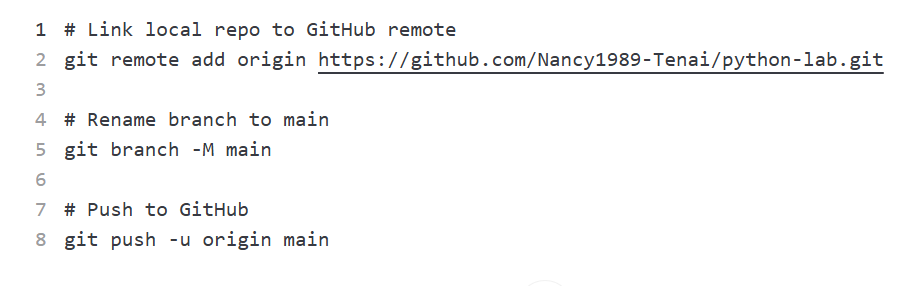 1 # Link local repo to GitHub remote
2 git remote add origin https://github.com/Nancy1989-Tenai/python-lab.git
3
4 # Rename branch to main
5 git branch -M main
6
7 # Push to GitHub
8 git push -u origin main